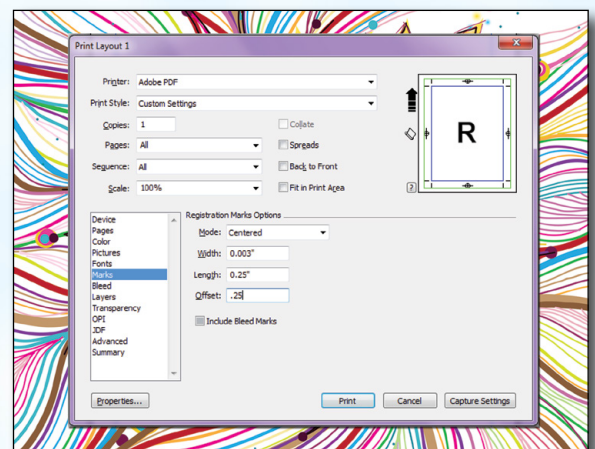 Print Layout 1
Printer: Adobe PDF
Print Style: Custom Settings
Copies: 1 Collate
Pages: All Spreads
Sequence: All Back to Front
Scale: 100% Fit in Print Area
R
2
Device
Pages
Color
Pictures
Fonts
Marks
Bleed
Layers
Transparency
OPI
JDF
Advanced
Summary
Registration Marks Options
Mode: Centered
Width: 0.003"
Length: 0.25"
Offset: .25
Include Bleed Marks
Properties... Print Cancel Capture Settings